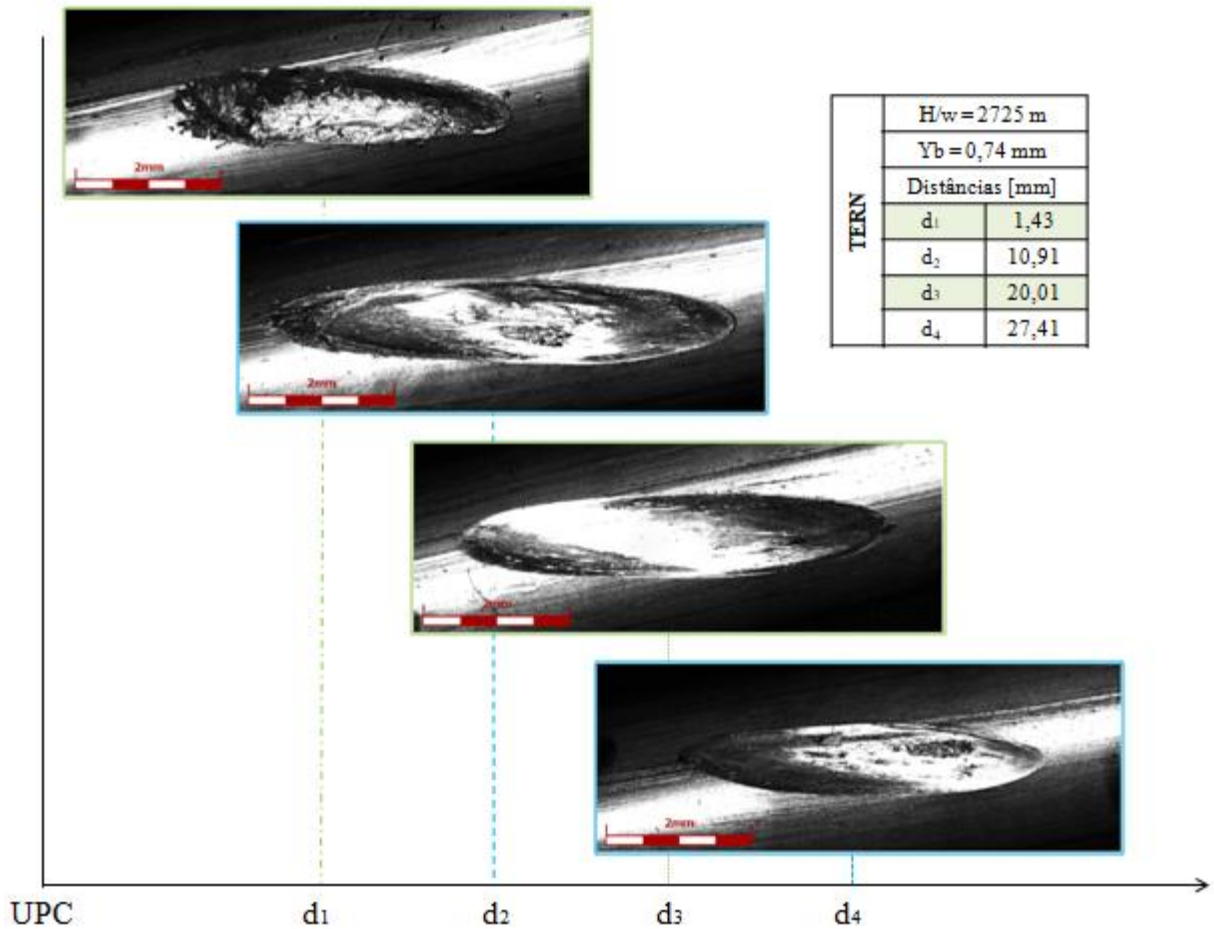 2mm
TERN
H/w = 2725 m
Yb = 0,74 mm
Distâncias [mm]
d₁ 1,43
d₂ 10,91
d₃ 20,01
d₄ 27,41
2mm
2mm
2mm
UPC d₁ d₂ d₃ d₄